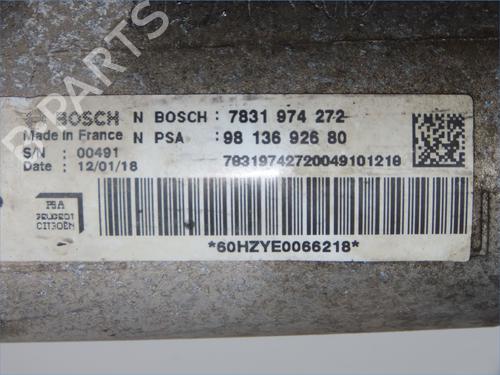 PARTS
BOSCH N BOSCH : 7831 974 272
Made in France N PSA : 98 136 926 80
S/N : 00491 78319742720049101218
Date : 12/01/18
PSA
PEUGEOT
CITROËN
*60HZYE0066218*